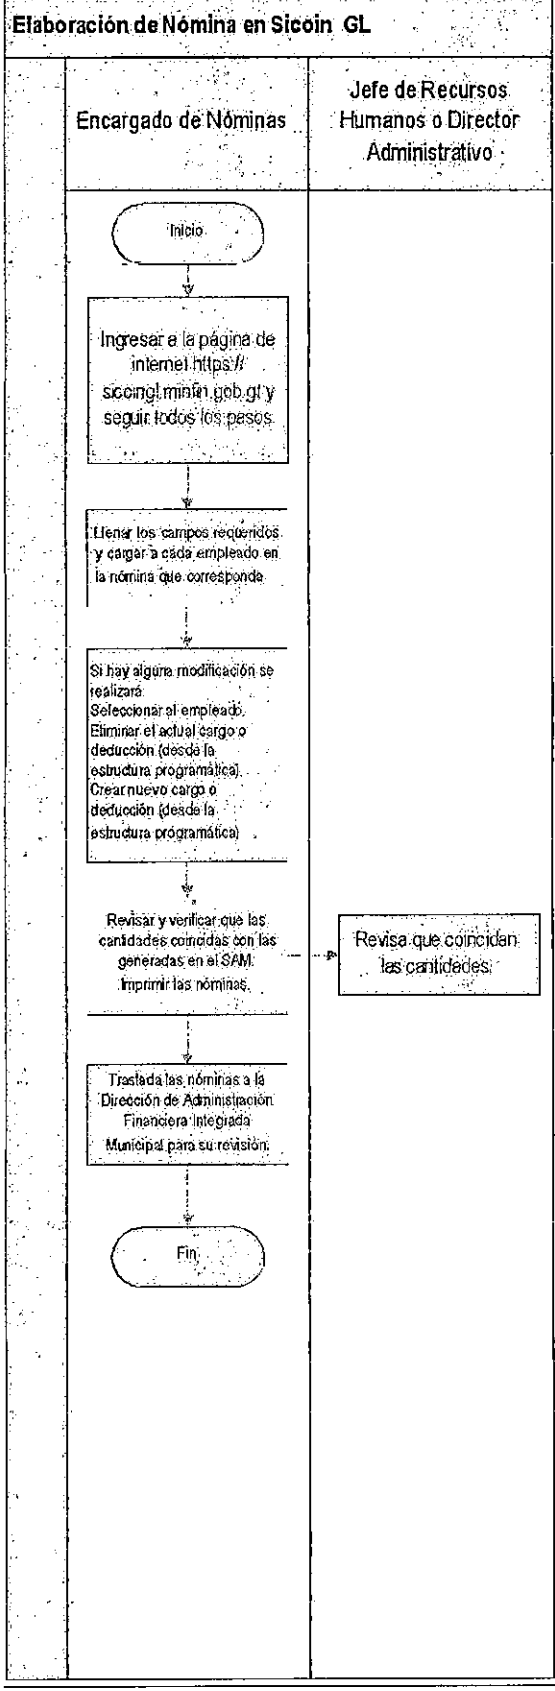 Elaboración de Nómina en Sicoin GL
Encargado de Nóminas
Jefe de Recursos
Humanos o Director
Administrativo
Inicio
Ingresar a la página de
internet https://
sicoingl.minfin.gob.gt y
seguir todos los pasos
Llenar los campos requeridos
y cargar a cada empleado en
la nómina que corresponda
Si hay alguna modificación se
realizará:
Seleccionar al empleado.
Eliminar el actual cargo o
deducción (desde la
estructura programática).
Crear nuevo cargo o
deducción (desde la
estructura programática)
Revisar y verificar que las
cantidades coincidas con las
generadas en el SAM.
Imprimir las nóminas.
Revisa que coincidan
las cantidades.
Traslada las nóminas a la
Dirección de Administración
Financiera Integrada
Municipal para su revisión.
Fin